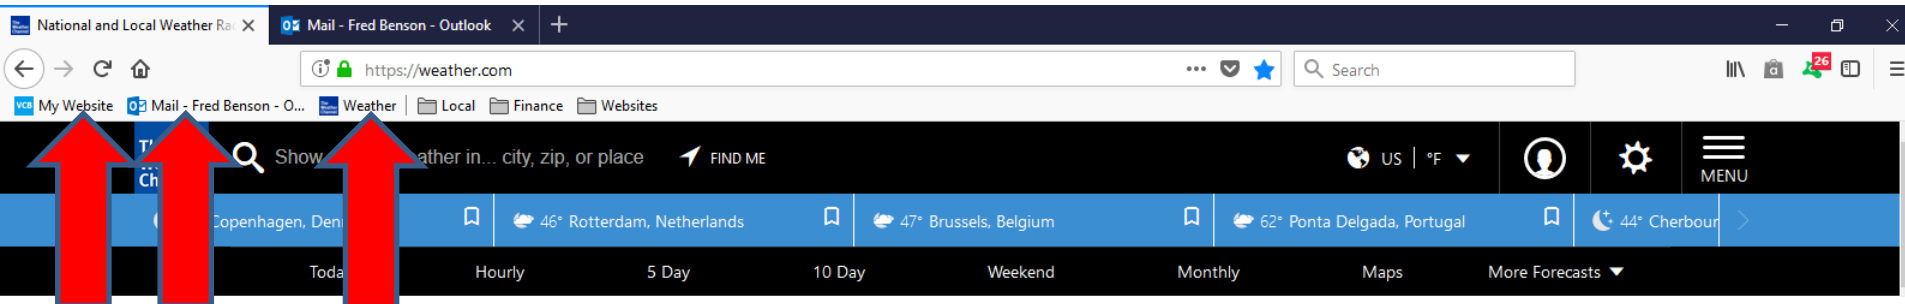 National and Local Weather Ra Mail - Fred Benson - Outlook
https://weather.com Search 26
VCB My Website Mail - Fred Benson - O... Weather Local Finance Websites
Show ather in... city, zip, or place FIND ME US °F MENU
Copenhagen, Den 46° Rotterdam, Netherlands 47° Brussels, Belgium 62° Ponta Delgada, Portugal 44° Cherbour
Toda Hourly 5 Day 10 Day Weekend Monthly Maps More Forecasts